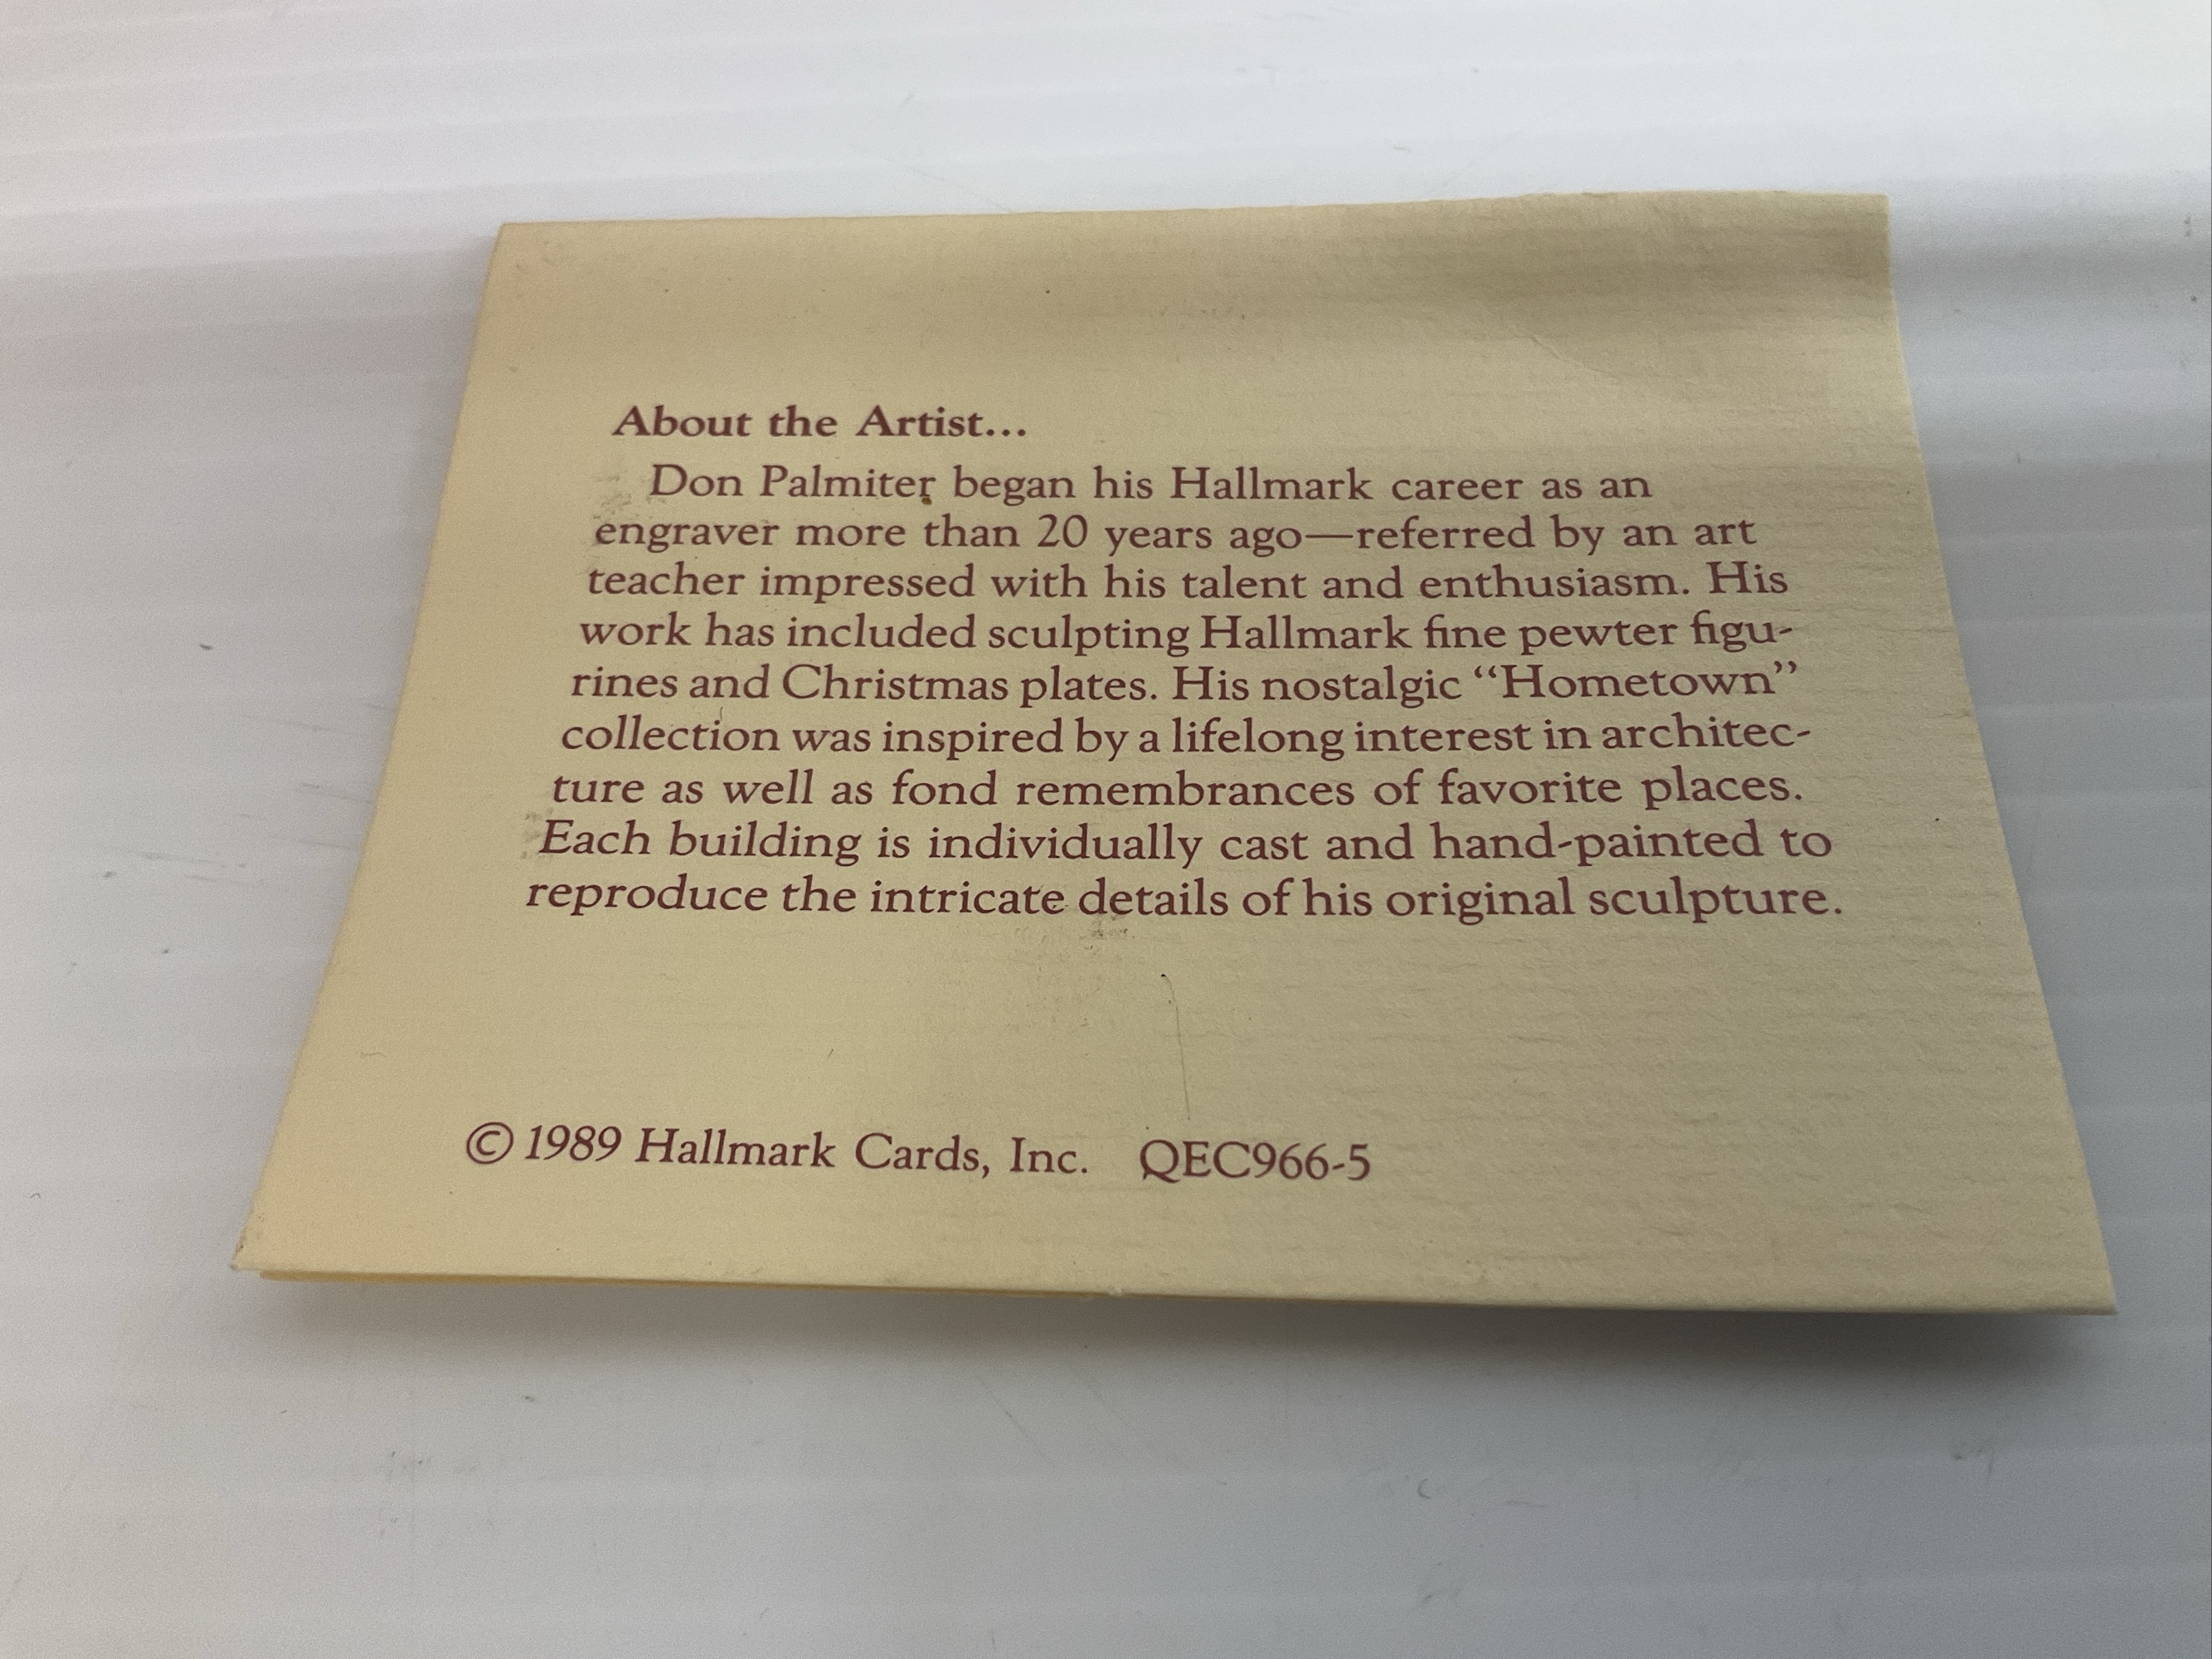 About the Artist...
Don Palmiter began his Hallmark career as an
engraver more than 20 years ago—referred by an art
teacher impressed with his talent and enthusiasm. His
work has included sculpting Hallmark fine pewter figu-
rines and Christmas plates. His nostalgic “Hometown”
collection was inspired by a lifelong interest in architec-
ture as well as fond remembrances of favorite places.
Each building is individually cast and hand-painted to
reproduce the intricate details of his original sculpture.
© 1989 Hallmark Cards, Inc. QEC966-5